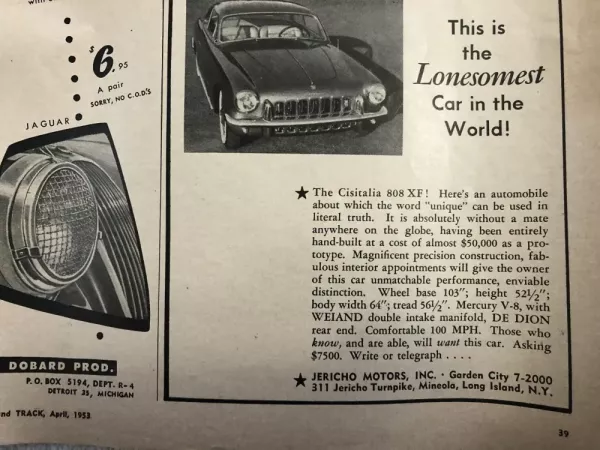 $6.95
A pair
SORRY, NO C.O.D.'S
JAGUAR
DOBARD PROD.
P.O. BOX 5194, DEPT. R-4
DETROIT 35, MICHIGAN
nd TRACK, April, 1953
This is
the
Lonesomest
Car in the
World!
★ The Cisitalia 808 XF! Here's an automobile
about which the word "unique" can be used in
literal truth. It is absolutely without a mate
anywhere on the globe, having been entirely
hand-built at a cost of almost $50,000 as a pro-
totype. Magnificent precision construction, fab-
ulous interior appointments will give the owner
of this car unmatchable performance, enviable
distinction. Wheel base 103"; height 52½";
body width 64"; tread 56½". Mercury V-8, with
WEIAND double intake manifold, DE DION
rear end. Comfortable 100 MPH. Those who
know, and are able, will want this car. Asking
$7500. Write or telegraph . . . .
★ JERICHO MOTORS, INC. · Garden City 7-2000
311 Jericho Turnpike, Mineola, Long Island, N.Y.
39